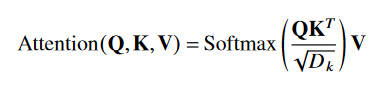 Attention(Q, K, V) = Softmax(QK^T / √D_k) V